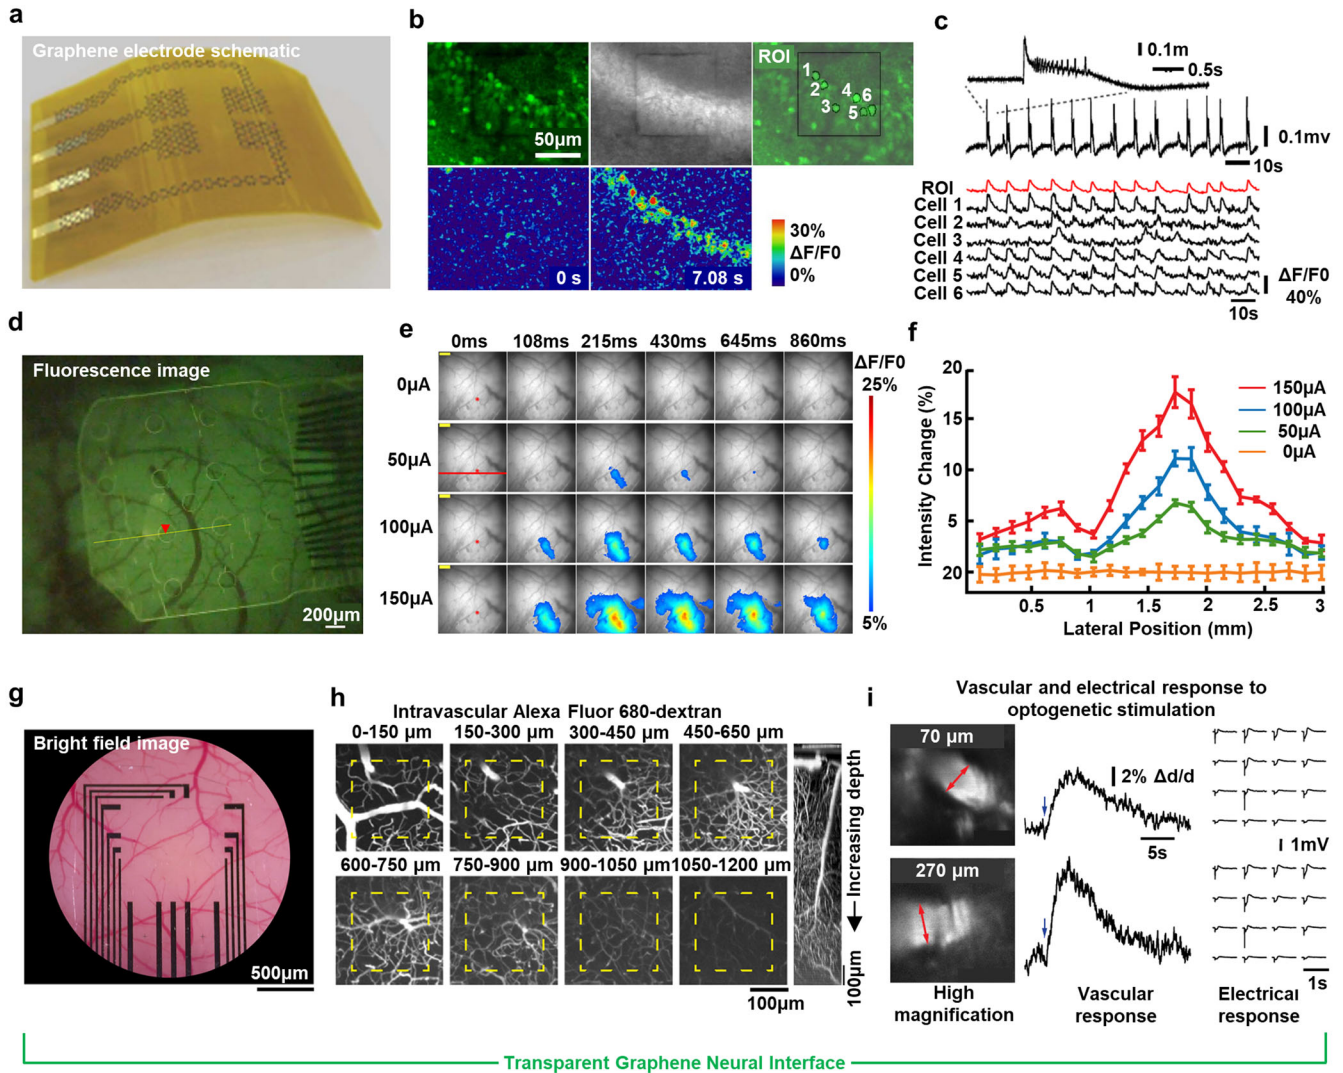 a
Graphene electrode schematic
b
50µm
ROI
1
2
3
4
6
5
0 s
7.08 s
30%
ΔF/F0
0%
c
0.1m
0.5s
0.1mv
10s
ROI
Cell 1
Cell 2
Cell 3
Cell 4
Cell 5
Cell 6
ΔF/F0
40%
10s
d
Fluorescence image
200µm
e
0ms 108ms 215ms 430ms 645ms 860ms
0µA
50µA
100µA
150µA
ΔF/F0
25%
5%
f
20
15
10
5
20
Intensity Change (%)
150µA
100µA
50µA
0µA
0.5 1 1.5 2 2.5 3
Lateral Position (mm)
g
Bright field image
500µm
h
Intravascular Alexa Fluor 680-dextran
0-150 µm 150-300 µm 300-450 µm 450-650 µm
600-750 µm 750-900 µm 900-1050 µm 1050-1200 µm
100µm
Increasing depth
100µm
i
Vascular and electrical response to
optogenetic stimulation
70 µm
2% Δd/d
5s
1mV
270 µm
1s
High
magnification
Vascular
response
Electrical
response
Transparent Graphene Neural Interface